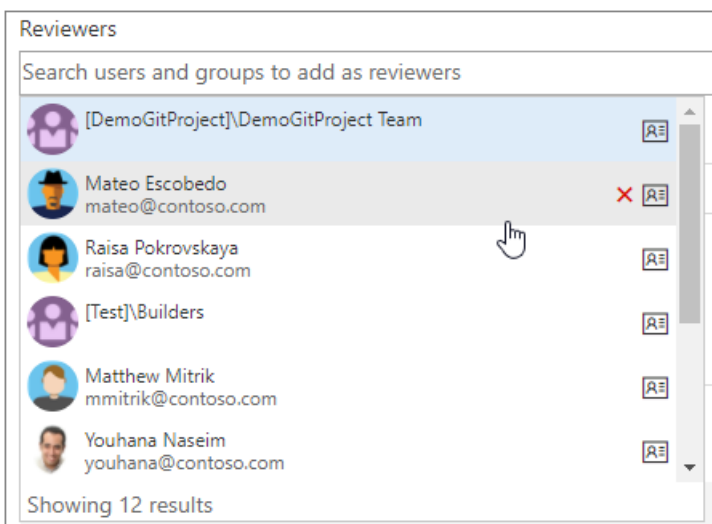 Reviewers
Search users and groups to add as reviewers
[DemoGitProject]\DemoGitProject Team
Mateo Escobedo
mateo@contoso.com
Raisa Pokrovskaya
raisa@contoso.com
[Test]\Builders
Matthew Mitrik
mmitrik@contoso.com
Youhana Naseim
youhana@contoso.com
Showing 12 results